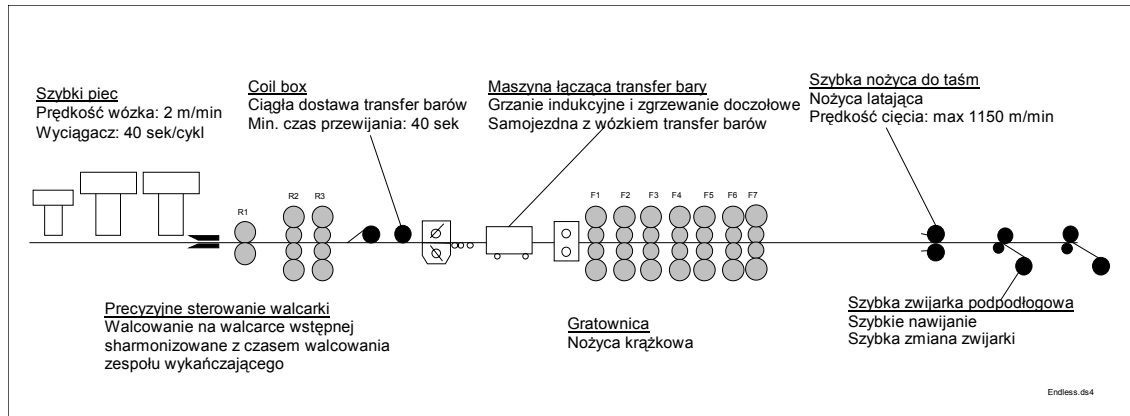 Szybki piec
Prędkość wózka: 2 m/min
Wyciągacz: 40 sek/cykl
Coil box
Ciągła dostawa transfer barów
Min. czas przewijania: 40 sek
Maszyna łącząca transfer bary
Grzanie indukcyjne i zgrzewanie doczołowe
Samojezdna z wózkiem transfer barów
Szybka nożyca do taśm
Nożyca latająca
Prędkość cięcia: max 1150 m/min
R1
R2
R3
F1
F2
F3
F4
F5
F6
F7
Precyzyjne sterowanie walcarki
Walcowanie na walcarce wstępnej
sharmonizowane z czasem walcowania
zespołu wykańczającego
Gratownica
Nożyca krążkowa
Szybka zwijarka podpodłogowa
Szybkie nawijanie
Szybka zmiana zwijarki
Endless.ds4